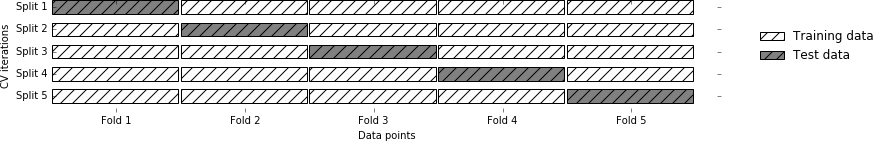 Split 1
Split 2
Split 3
Split 4
Split 5
CV iterations
Fold 1
Fold 2
Fold 3
Fold 4
Fold 5
Data points
Training data
Test data